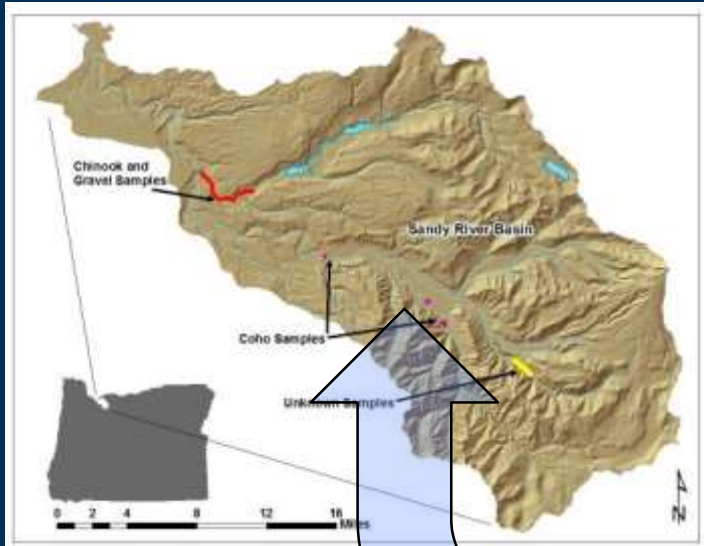 Chinook and
Gravel Samples
Sandy River Basin
Coho Samples
Unknown Samples
0 2 4 8 12 16
Miles
N